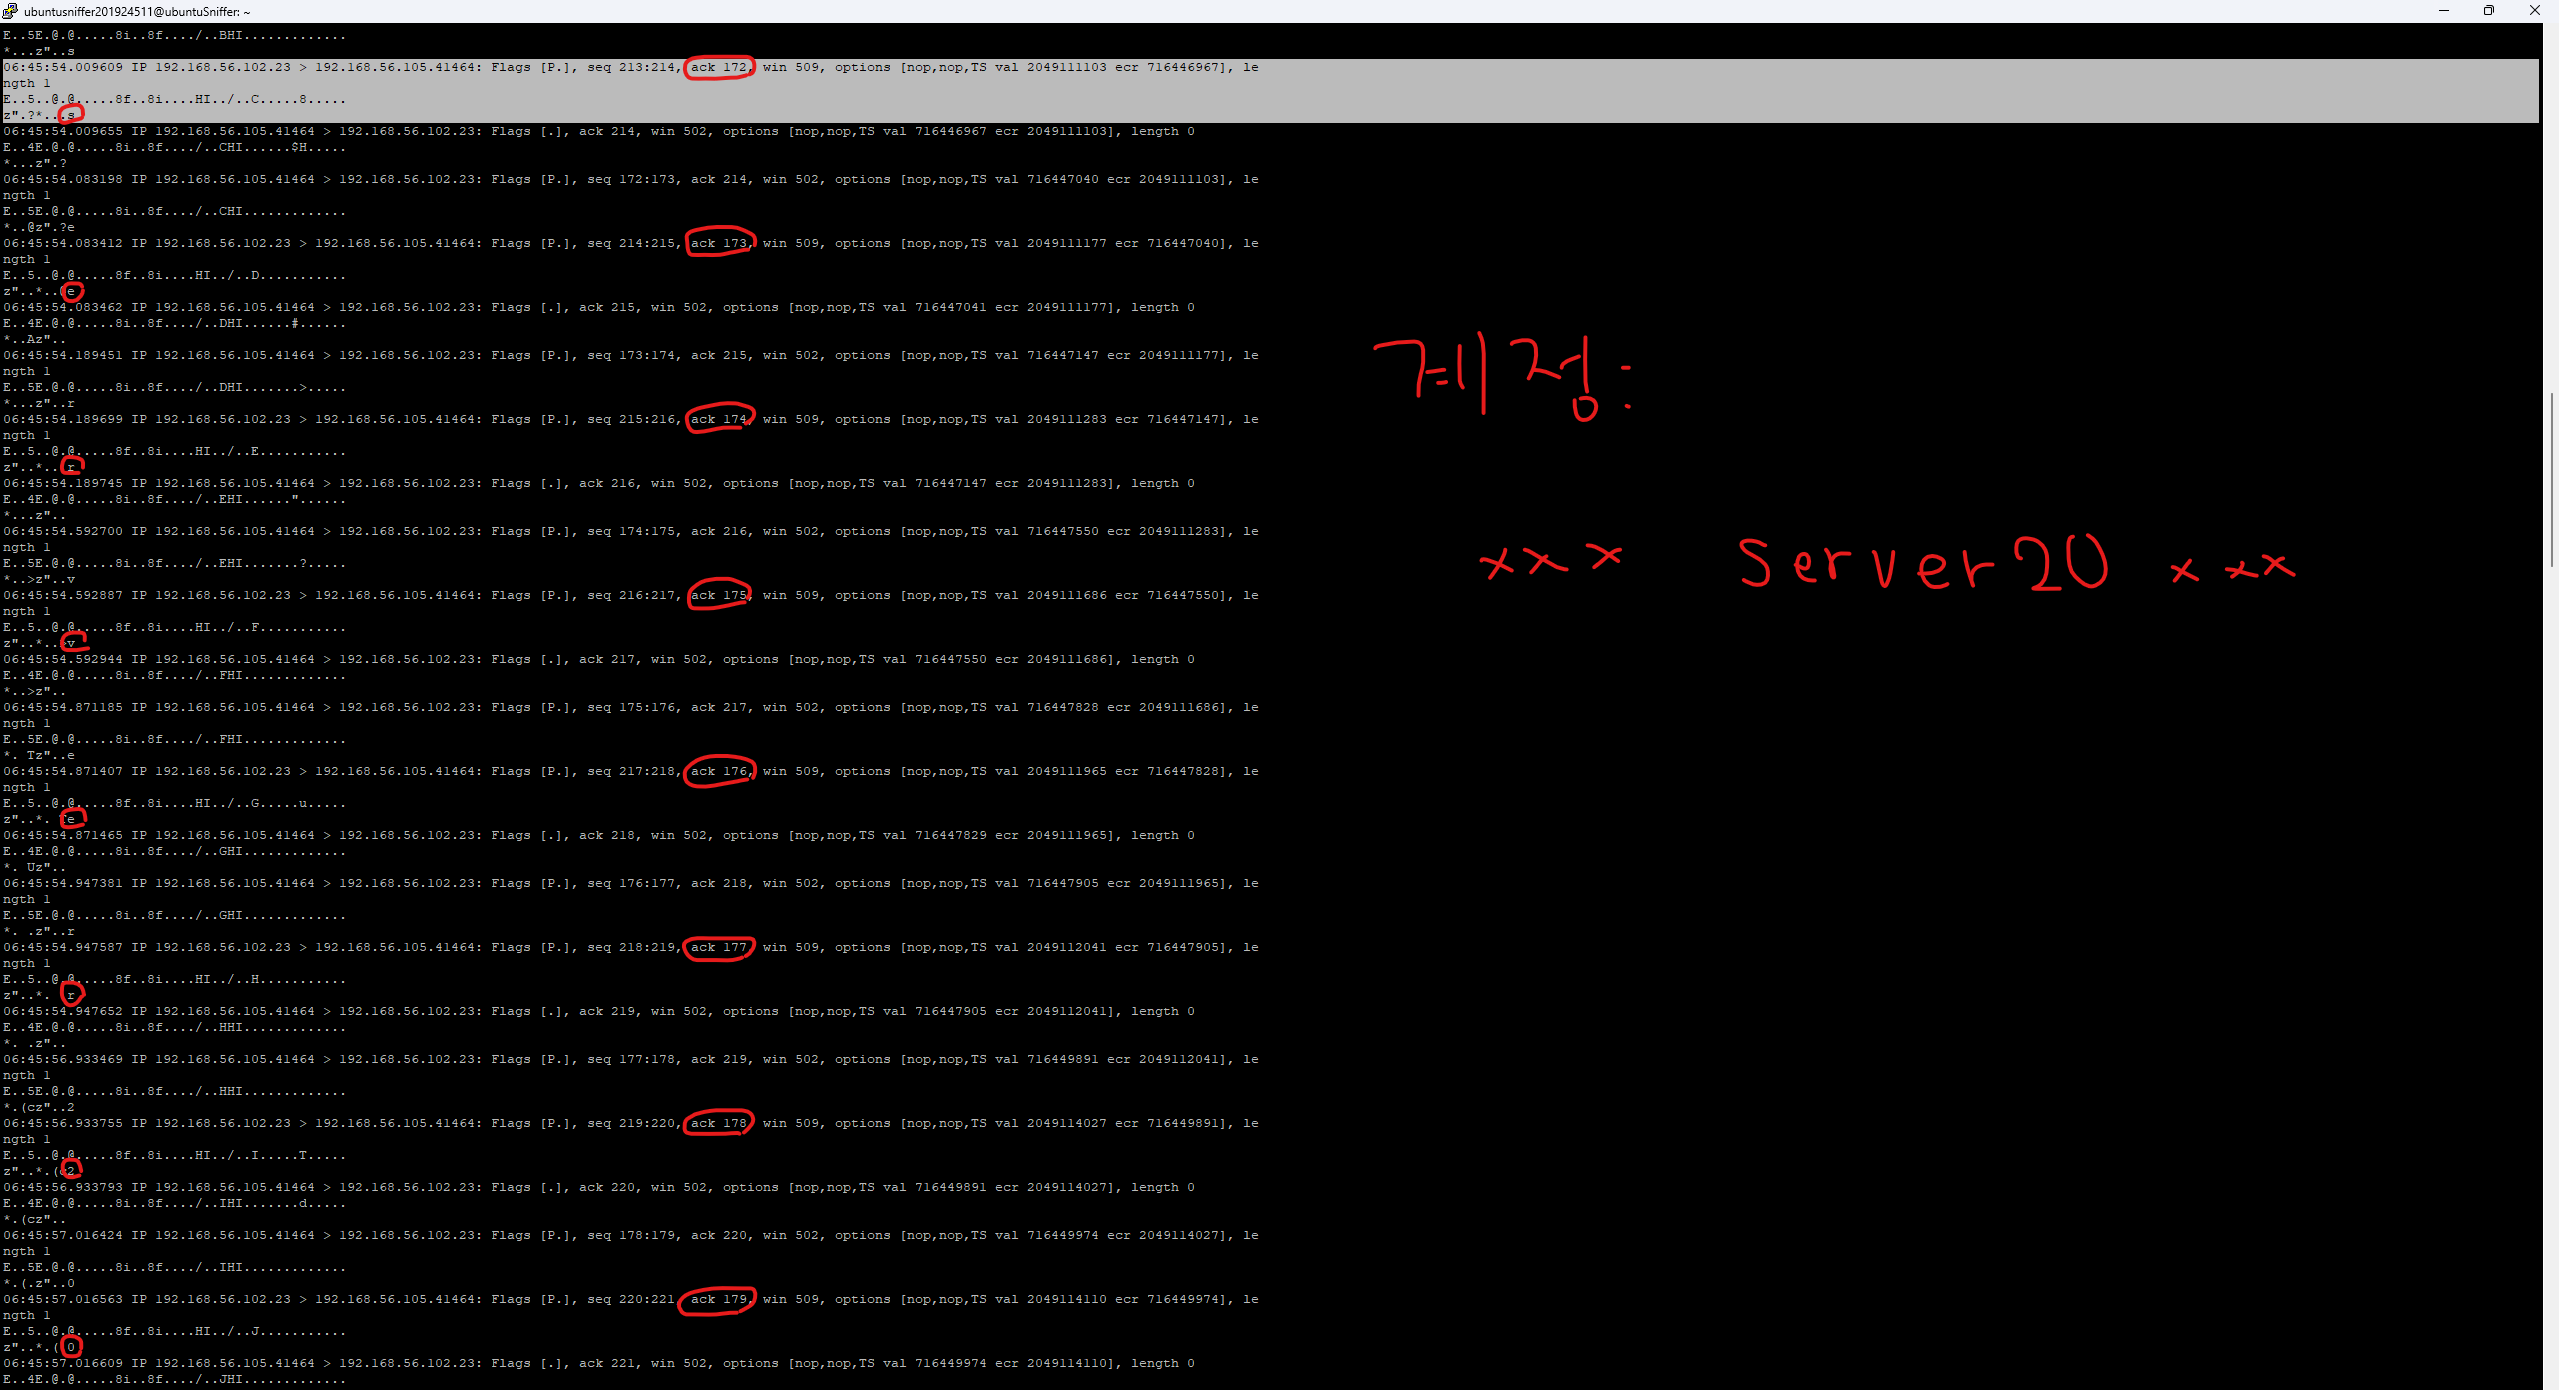 ubuntusniffer201924511@ubuntuSniffer: ~
E..5E.@.@.....8i..8f..../..BHI.............
*...z"..s
06:45:54.009609 IP 192.168.56.102.23 > 192.168.56.105.41464: Flags [P.], seq 213:214, ack 172, win 509, options [nop,nop,TS val 2049111103 ecr 716446967], le
ngth 1
E..5..@.@.....8f..8i....HI../..C.....8.....
z".?*...s
06:45:54.009655 IP 192.168.56.105.41464 > 192.168.56.102.23: Flags [.], ack 214, win 502, options [nop,nop,TS val 716446967 ecr 2049111103], length 0
E..4E.@.@.....8i..8f..../..CHI......$H.....
*...z".?
06:45:54.083198 IP 192.168.56.105.41464 > 192.168.56.102.23: Flags [P.], seq 172:173, ack 214, win 502, options [nop,nop,TS val 716447040 ecr 2049111103], le
ngth 1
E..5E.@.@.....8i..8f..../..CHI.............
*..@z".?e
06:45:54.083412 IP 192.168.56.102.23 > 192.168.56.105.41464: Flags [P.], seq 214:215, ack 173, win 509, options [nop,nop,TS val 2049111177 ecr 716447040], le
ngth 1
E..5..@.@.....8f..8i....HI../..D...........
z"..*..@e
06:45:54.083462 IP 192.168.56.105.41464 > 192.168.56.102.23: Flags [.], ack 215, win 502, options [nop,nop,TS val 716447041 ecr 2049111177], length 0
E..4E.@.@.....8i..8f..../..DHI......#......
*..Az"..
06:45:54.189451 IP 192.168.56.105.41464 > 192.168.56.102.23: Flags [P.], seq 173:174, ack 215, win 502, options [nop,nop,TS val 716447147 ecr 2049111177], le
ngth 1
계정:
E..5E.@.@.....8i..8f..../..DHI.......>.....
*...z"..r
06:45:54.189699 IP 192.168.56.102.23 > 192.168.56.105.41464: Flags [P.], seq 215:216, ack 174, win 509, options [nop,nop,TS val 2049111283 ecr 716447147], le
ngth 1
E..5..@.@.....8f..8i....HI../..E...........
z"..*...r
06:45:54.189745 IP 192.168.56.105.41464 > 192.168.56.102.23: Flags [.], ack 216, win 502, options [nop,nop,TS val 716447147 ecr 2049111283], length 0
E..4E.@.@.....8i..8f..../..EHI......"......
*...z"..
06:45:54.592700 IP 192.168.56.105.41464 > 192.168.56.102.23: Flags [P.], seq 174:175, ack 216, win 502, options [nop,nop,TS val 716447550 ecr 2049111283], le
ngth 1
E..5E.@.@.....8i..8f..../..EHI.......?.....
xxx Server20 xxx
*..>z"..v
06:45:54.592887 IP 192.168.56.102.23 > 192.168.56.105.41464: Flags [P.], seq 216:217, ack 175, win 509, options [nop,nop,TS val 2049111686 ecr 716447550], le
ngth 1
E..5..@.@.....8f..8i....HI../..F...........
z"..*..>v
06:45:54.592944 IP 192.168.56.105.41464 > 192.168.56.102.23: Flags [.], ack 217, win 502, options [nop,nop,TS val 716447550 ecr 2049111686], length 0
E..4E.@.@.....8i..8f..../..FHI.............
*..>z"..
06:45:54.871185 IP 192.168.56.105.41464 > 192.168.56.102.23: Flags [P.], seq 175:176, ack 217, win 502, options [nop,nop,TS val 716447828 ecr 2049111686], le
ngth 1
E..5E.@.@.....8i..8f..../..FHI.............
*. Tz"..e
06:45:54.871407 IP 192.168.56.102.23 > 192.168.56.105.41464: Flags [P.], seq 217:218, ack 176, win 509, options [nop,nop,TS val 2049111965 ecr 716447828], le
ngth 1
E..5..@.@.....8f..8i....HI../..G.....u.....
z"..*. Te
06:45:54.871465 IP 192.168.56.105.41464 > 192.168.56.102.23: Flags [.], ack 218, win 502, options [nop,nop,TS val 716447829 ecr 2049111965], length 0
E..4E.@.@.....8i..8f..../..GHI.............
*. Uz"..
06:45:54.947381 IP 192.168.56.105.41464 > 192.168.56.102.23: Flags [P.], seq 176:177, ack 218, win 502, options [nop,nop,TS val 716447905 ecr 2049111965], le
ngth 1
E..5E.@.@.....8i..8f..../..GHI.............
*. .z"..r
06:45:54.947587 IP 192.168.56.102.23 > 192.168.56.105.41464: Flags [P.], seq 218:219, ack 177, win 509, options [nop,nop,TS val 2049112041 ecr 716447905], le
ngth 1
E..5..@.@.....8f..8i....HI../..H...........
z"..*. .r
06:45:54.947652 IP 192.168.56.105.41464 > 192.168.56.102.23: Flags [.], ack 219, win 502, options [nop,nop,TS val 716447905 ecr 2049112041], length 0
E..4E.@.@.....8i..8f..../..HHI.............
*. .z"..
06:45:56.933469 IP 192.168.56.105.41464 > 192.168.56.102.23: Flags [P.], seq 177:178, ack 219, win 502, options [nop,nop,TS val 716449891 ecr 2049112041], le
ngth 1
E..5E.@.@.....8i..8f..../..HHI.............
*.(cz"..2
06:45:56.933755 IP 192.168.56.102.23 > 192.168.56.105.41464: Flags [P.], seq 219:220, ack 178, win 509, options [nop,nop,TS val 2049114027 ecr 716449891], le
ngth 1
E..5..@.@.....8f..8i....HI../..I.....T.....
z"..*.(c2
06:45:56.933793 IP 192.168.56.105.41464 > 192.168.56.102.23: Flags [.], ack 220, win 502, options [nop,nop,TS val 716449891 ecr 2049114027], length 0
E..4E.@.@.....8i..8f..../..IHI.......d.....
*.(cz"..
06:45:57.016424 IP 192.168.56.105.41464 > 192.168.56.102.23: Flags [P.], seq 178:179, ack 220, win 502, options [nop,nop,TS val 716449974 ecr 2049114027], le
ngth 1
E..5E.@.@.....8i..8f..../..IHI.............
*.(.z"..0
06:45:57.016563 IP 192.168.56.102.23 > 192.168.56.105.41464: Flags [P.], seq 220:221, ack 179, win 509, options [nop,nop,TS val 2049114110 ecr 716449974], le
ngth 1
E..5..@.@.....8f..8i....HI../..J...........
z"..*.(.0
06:45:57.016609 IP 192.168.56.105.41464 > 192.168.56.102.23: Flags [.], ack 221, win 502, options [nop,nop,TS val 716449974 ecr 2049114110], length 0
E..4E.@.@.....8i..8f..../..JHI.............